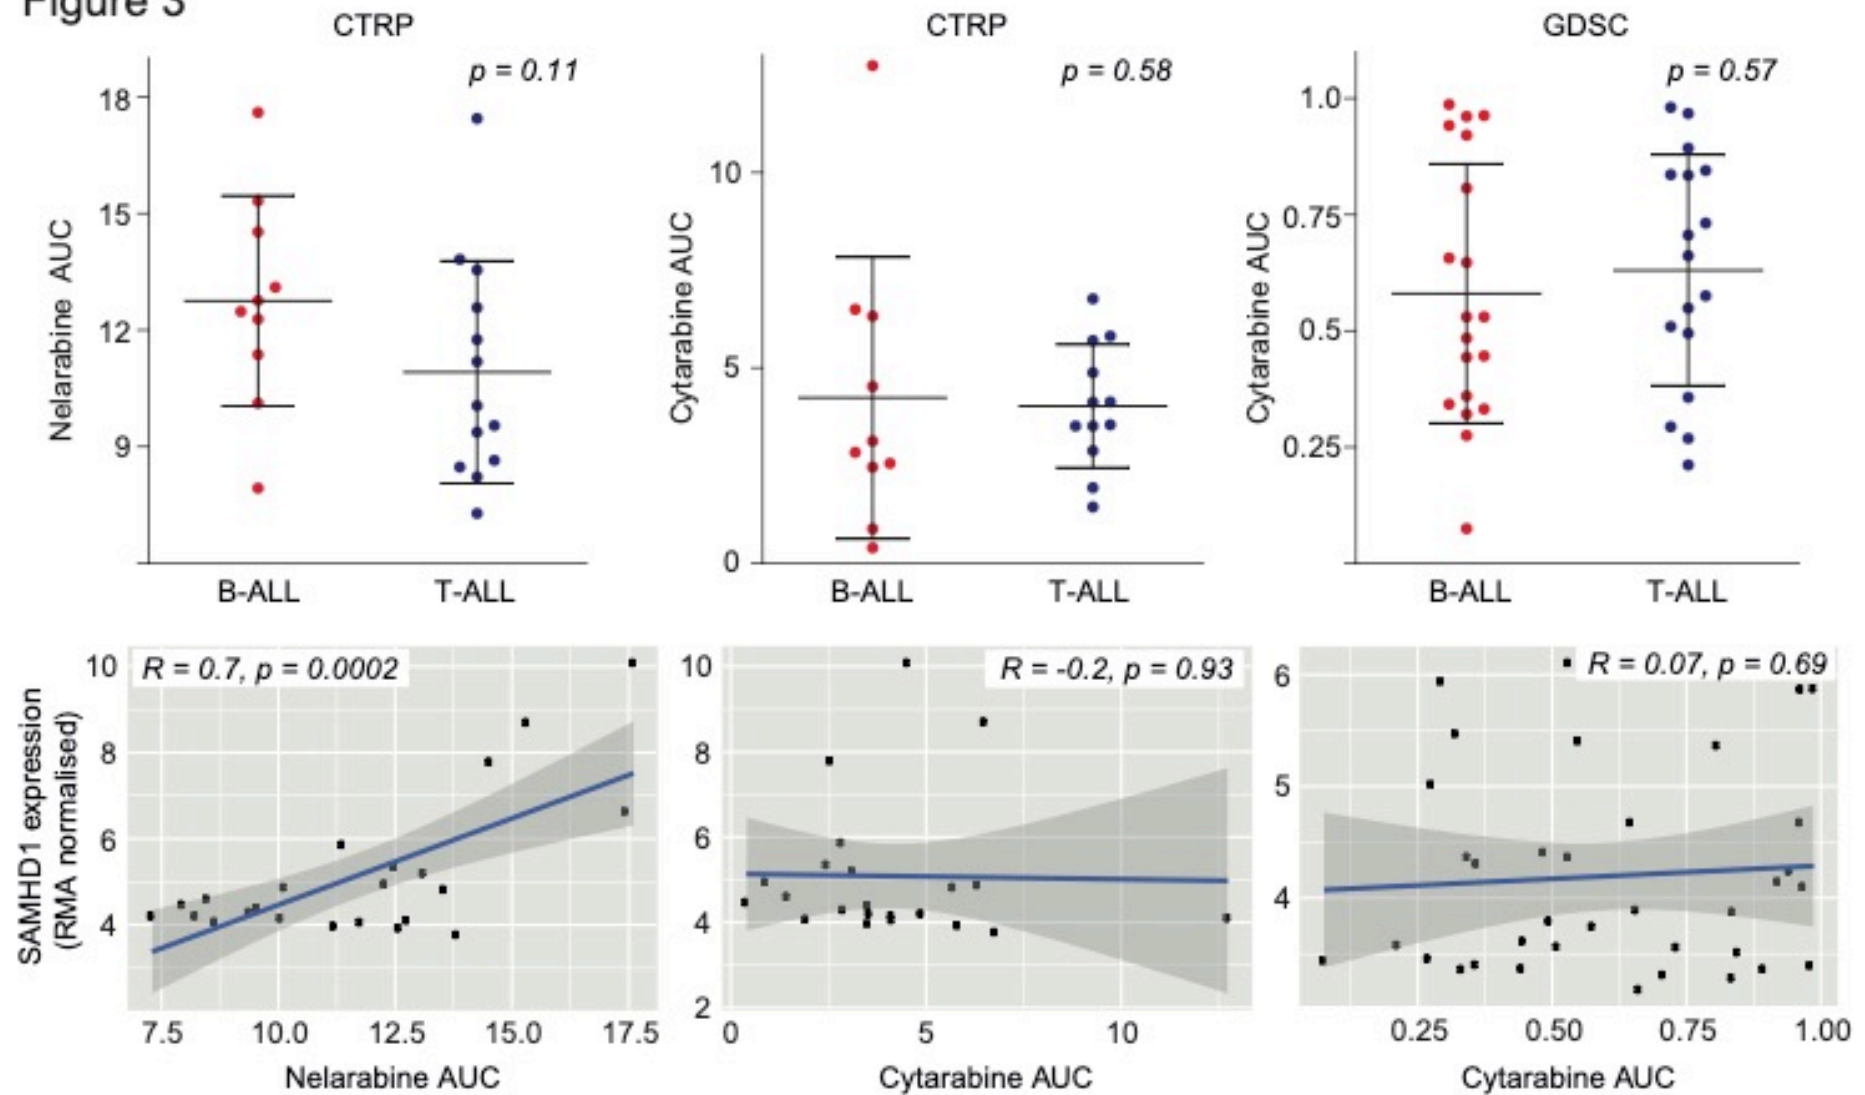 Figure 3
CTRP
CTRP
GDSC
p = 0.11
p = 0.58
p = 0.57
Nelarabine AUC
18
15
12
9
B-ALL
T-ALL
Cytarabine AUC
10
5
0
B-ALL
T-ALL
Cytarabine AUC
1.0
0.75
0.5
0.25
B-ALL
T-ALL
SAMHD1 expression
(RMA normalised)
R = 0.7, p = 0.0002
10
8
6
4
7.5 10.0 12.5 15.0 17.5
Nelarabine AUC
R = -0.2, p = 0.93
10
8
6
4
2
0 5 10
Cytarabine AUC
R = 0.07, p = 0.69
6
5
4
0.25 0.50 0.75 1.00
Cytarabine AUC